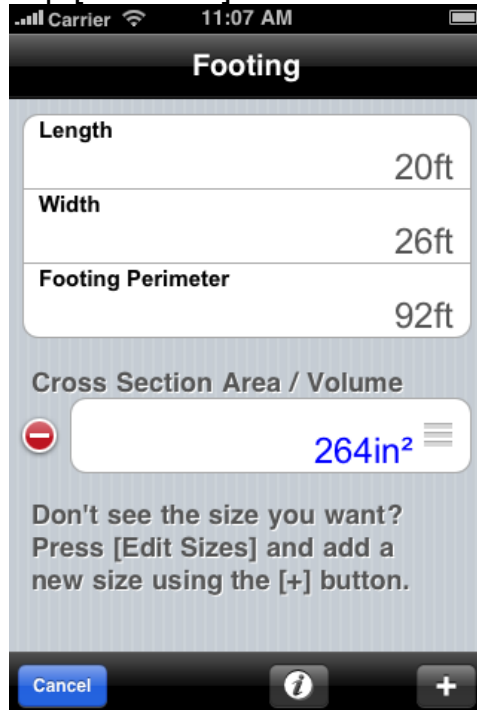 Carrier 11:07 AM
Footing
Length
20ft
Width
26ft
Footing Perimeter
92ft
Cross Section Area / Volume
264in²
Don't see the size you want?
Press [Edit Sizes] and add a
new size using the [+] button.
Cancel i +